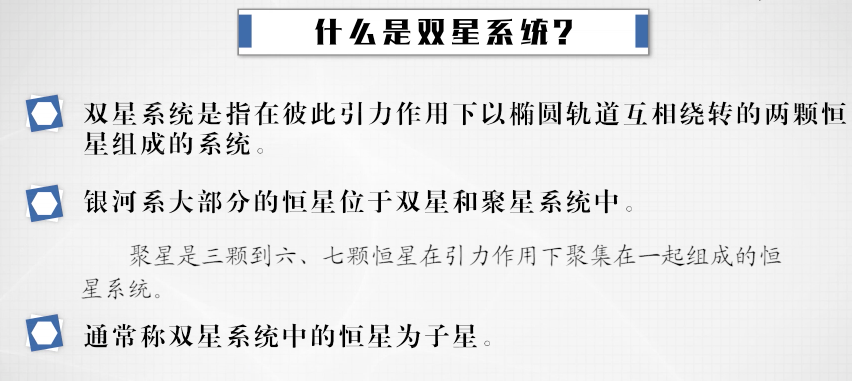 什么是双星系统?
双星系统是指在彼此引力作用下以椭圆轨道互相绕转的两颗恒
星组成的系统。
银河系大部分的恒星位于双星和聚星系统中。
聚星是三颗到六、七颗恒星在引力作用下聚集在一起组成的恒
星系统。
通常称双星系统中的恒星为子星。